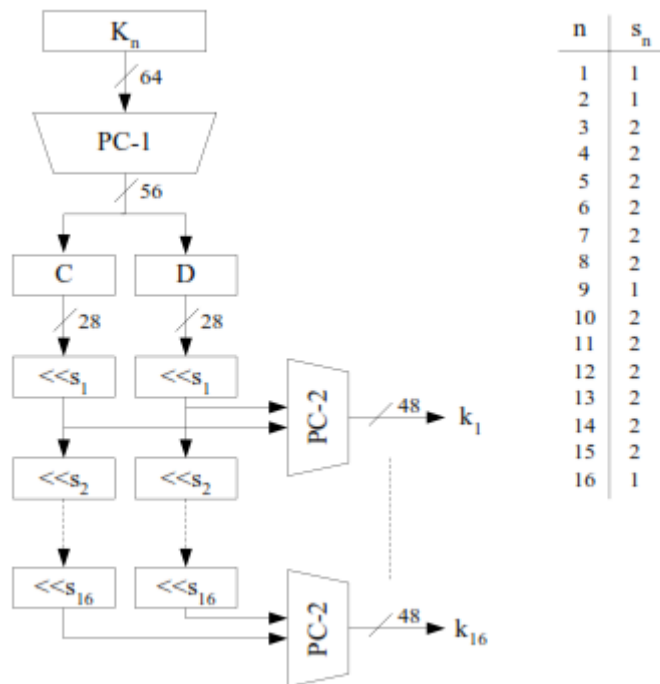 K_n
64
PC-1
56
C D
28 28
<<s_1 <<s_1
PC-2
48
k_1
<<s_2 <<s_2
<<s_16 <<s_16
PC-2
48
k_16
n s_n
1 1
2 1
3 2
4 2
5 2
6 2
7 2
8 2
9 1
10 2
11 2
12 2
13 2
14 2
15 2
16 1